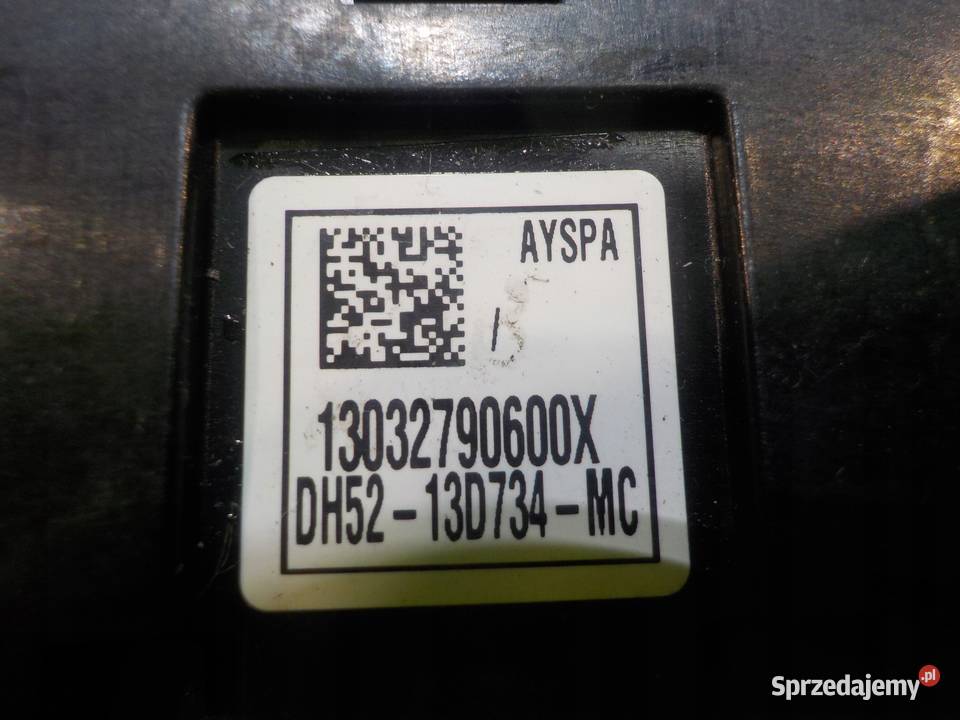 AYSPA
13032790600X
DH52-13D734-MC
Sprzedajemy.pl